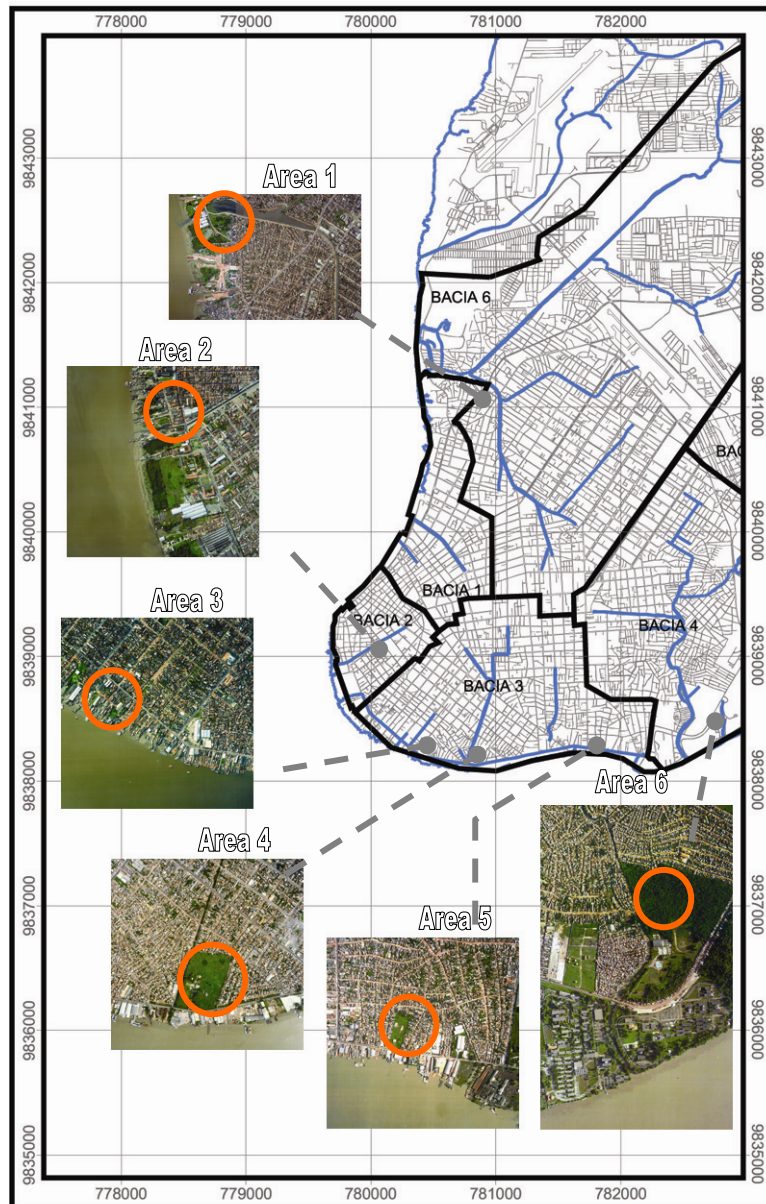 778000 779000 780000 781000 782000
9843000 9843000
Area 1
9842000 9842000
BACIA 6
Area 2
9841000 9841000
BAC
9840000 9840000
Area 3
BACIA 1
BACIA 2
BACIA 4
9839000 9839000
BACIA 3
9838000 9838000
Area 6
Area 4
9837000 9837000
Area 5
9836000 9836000
9835000 9835000
778000 779000 780000 781000 782000